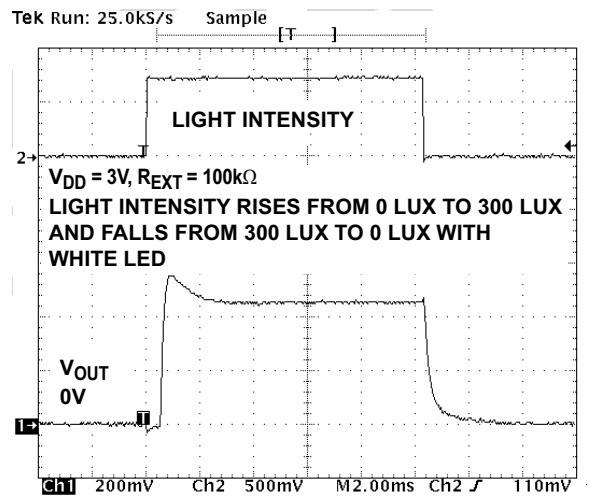 Tek Run: 25.0kS/s Sample
[T ]
LIGHT INTENSITY
T
2→
VDD = 3V, REXT = 100kΩ
LIGHT INTENSITY RISES FROM 0 LUX TO 300 LUX
AND FALLS FROM 300 LUX TO 0 LUX WITH
WHITE LED
VOUT
0V
T
1→
Ch1 200mV Ch2 500mV M2.00ms Ch2 ʃ 110mV